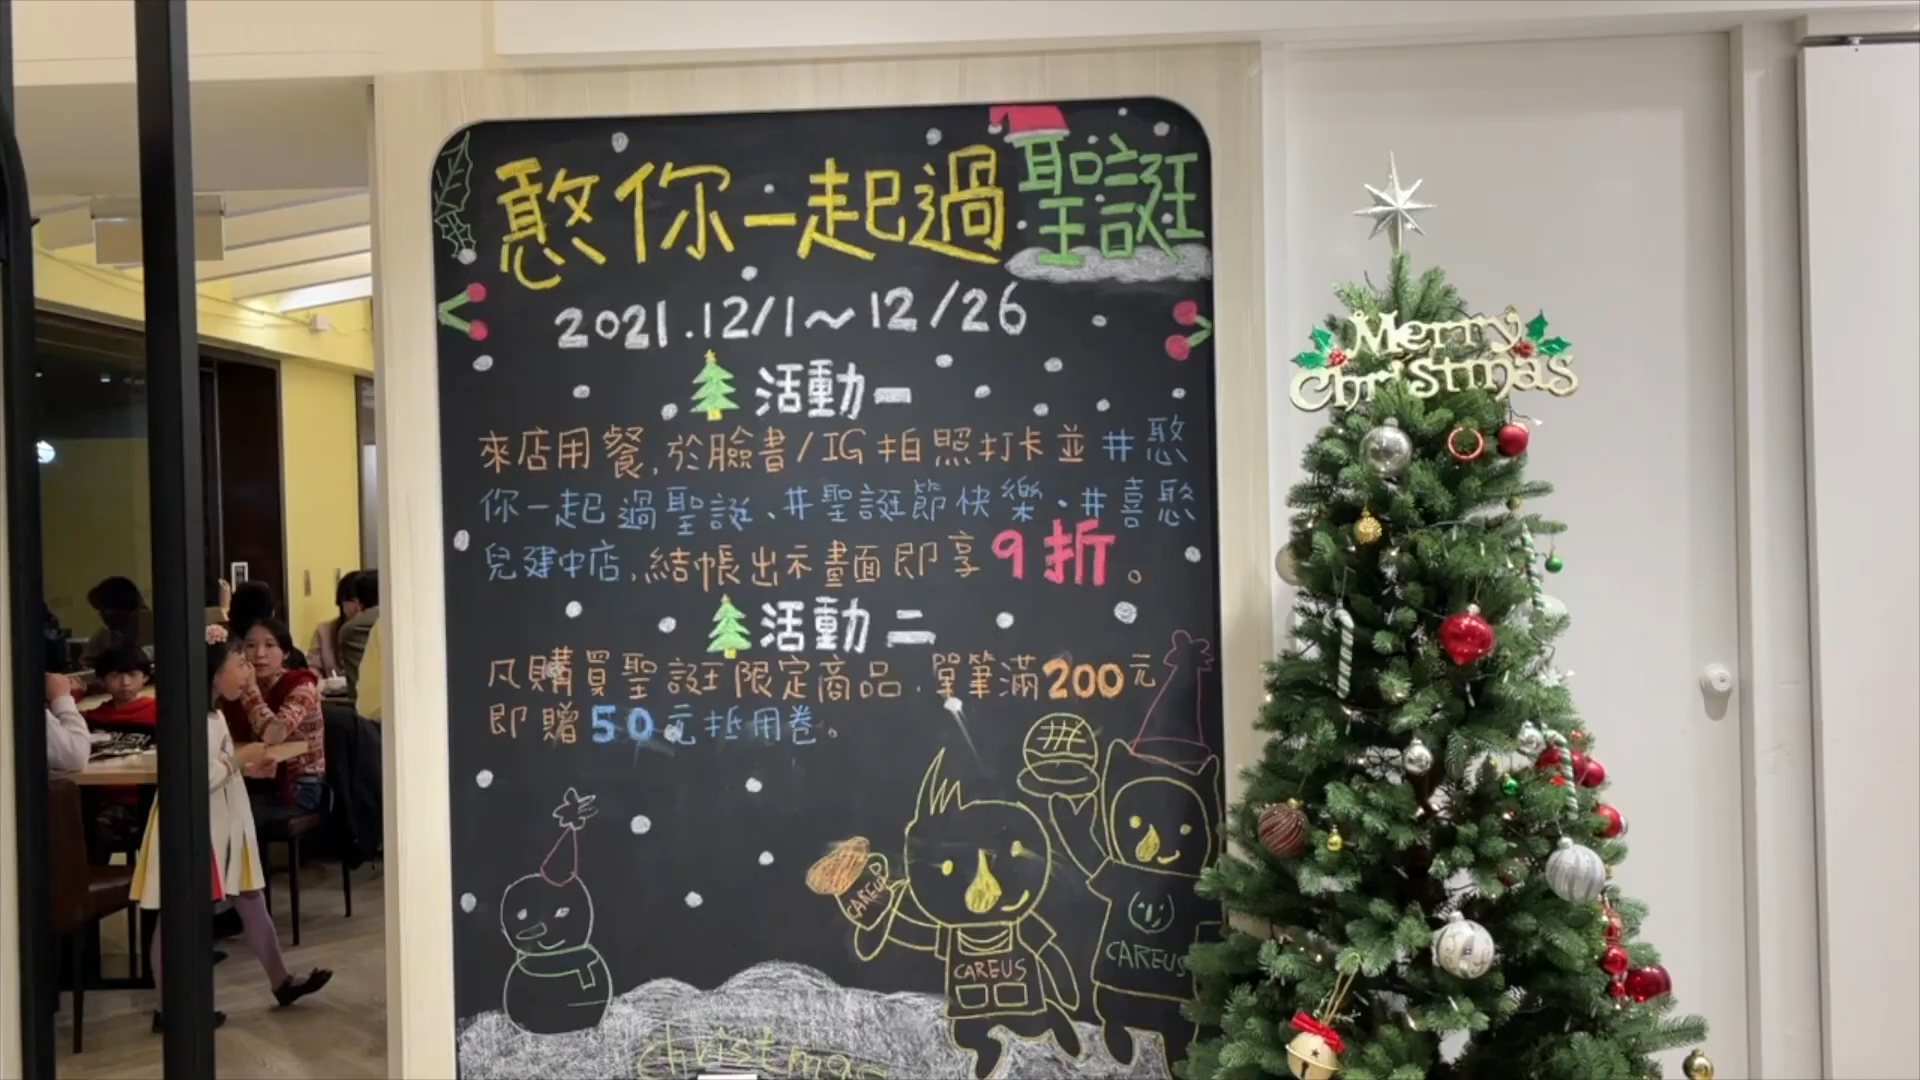 憨你一起過聖誕
2021.12/1~12/26
活動一
來店用餐,於臉書/IG拍照打卡並#憨
你一起過聖誕、#聖誕節快樂、#喜憨
兒建中店,結帳出示畫面即享9折。
活動二
凡購買聖誕限定商品.單筆滿200元
即贈50元抵用卷。
CAREUS
CAREUS
CAREUS
christmas
Merry
Christmas